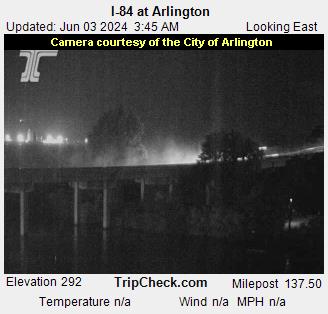 I-84 at Arlington
Updated: Jun 03 2024 3:45 AM Looking East
Camera courtesy of the City of Arlington
Elevation 292 TripCheck.com Milepost 137.50
Temperature n/a Wind n/a MPH n/a